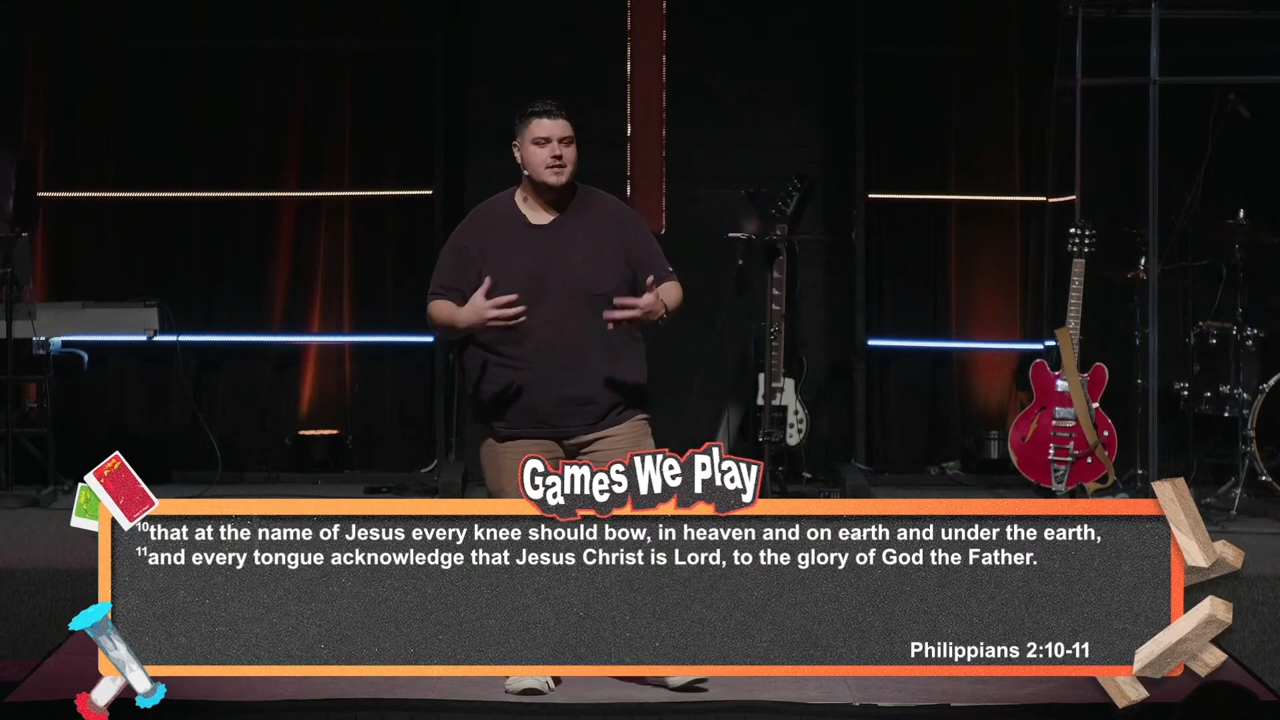 Games We Play
¹⁰that at the name of Jesus every knee should bow, in heaven and on earth and under the earth,
¹¹and every tongue acknowledge that Jesus Christ is Lord, to the glory of God the Father.
Philippians 2:10-11